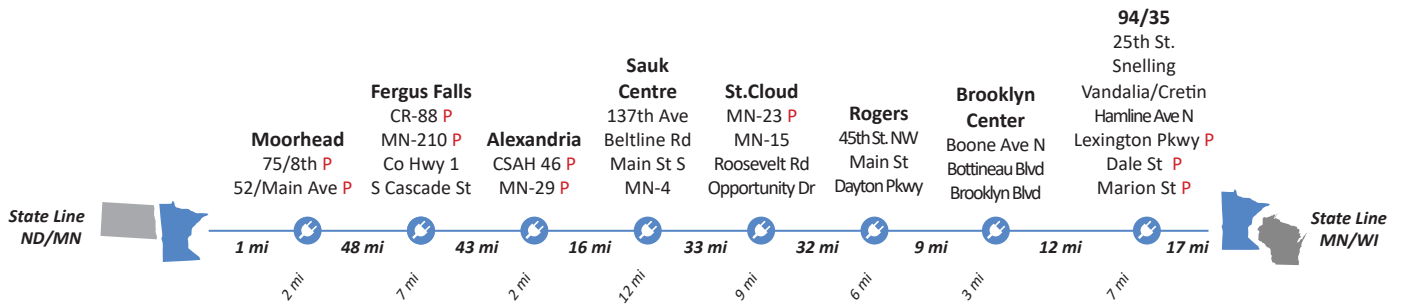 State Line
ND/MN
Moorhead
75/8th P
52/Main Ave P
Fergus Falls
CR-88 P
MN-210 P
Co Hwy 1
S Cascade St
Alexandria
CSAH 46 P
MN-29 P
Sauk
Centre
137th Ave
Beltline Rd
Main St S
MN-4
St.Cloud
MN-23 P
MN-15
Roosevelt Rd
Opportunity Dr
Rogers
45th St. NW
Main St
Dayton Pkwy
Brooklyn
Center
Boone Ave N
Bottineau Blvd
Brooklyn Blvd
94/35
25th St.
Snelling
Vandalia/Cretin
Hamline Ave N
Lexington Pkwy P
Dale St P
Marion St P
State Line
MN/WI
1 mi 48 mi 43 mi 16 mi 33 mi 32 mi 9 mi 12 mi 17 mi
2 mi 7 mi 2 mi 12 mi 9 mi 6 mi 3 mi 7 mi